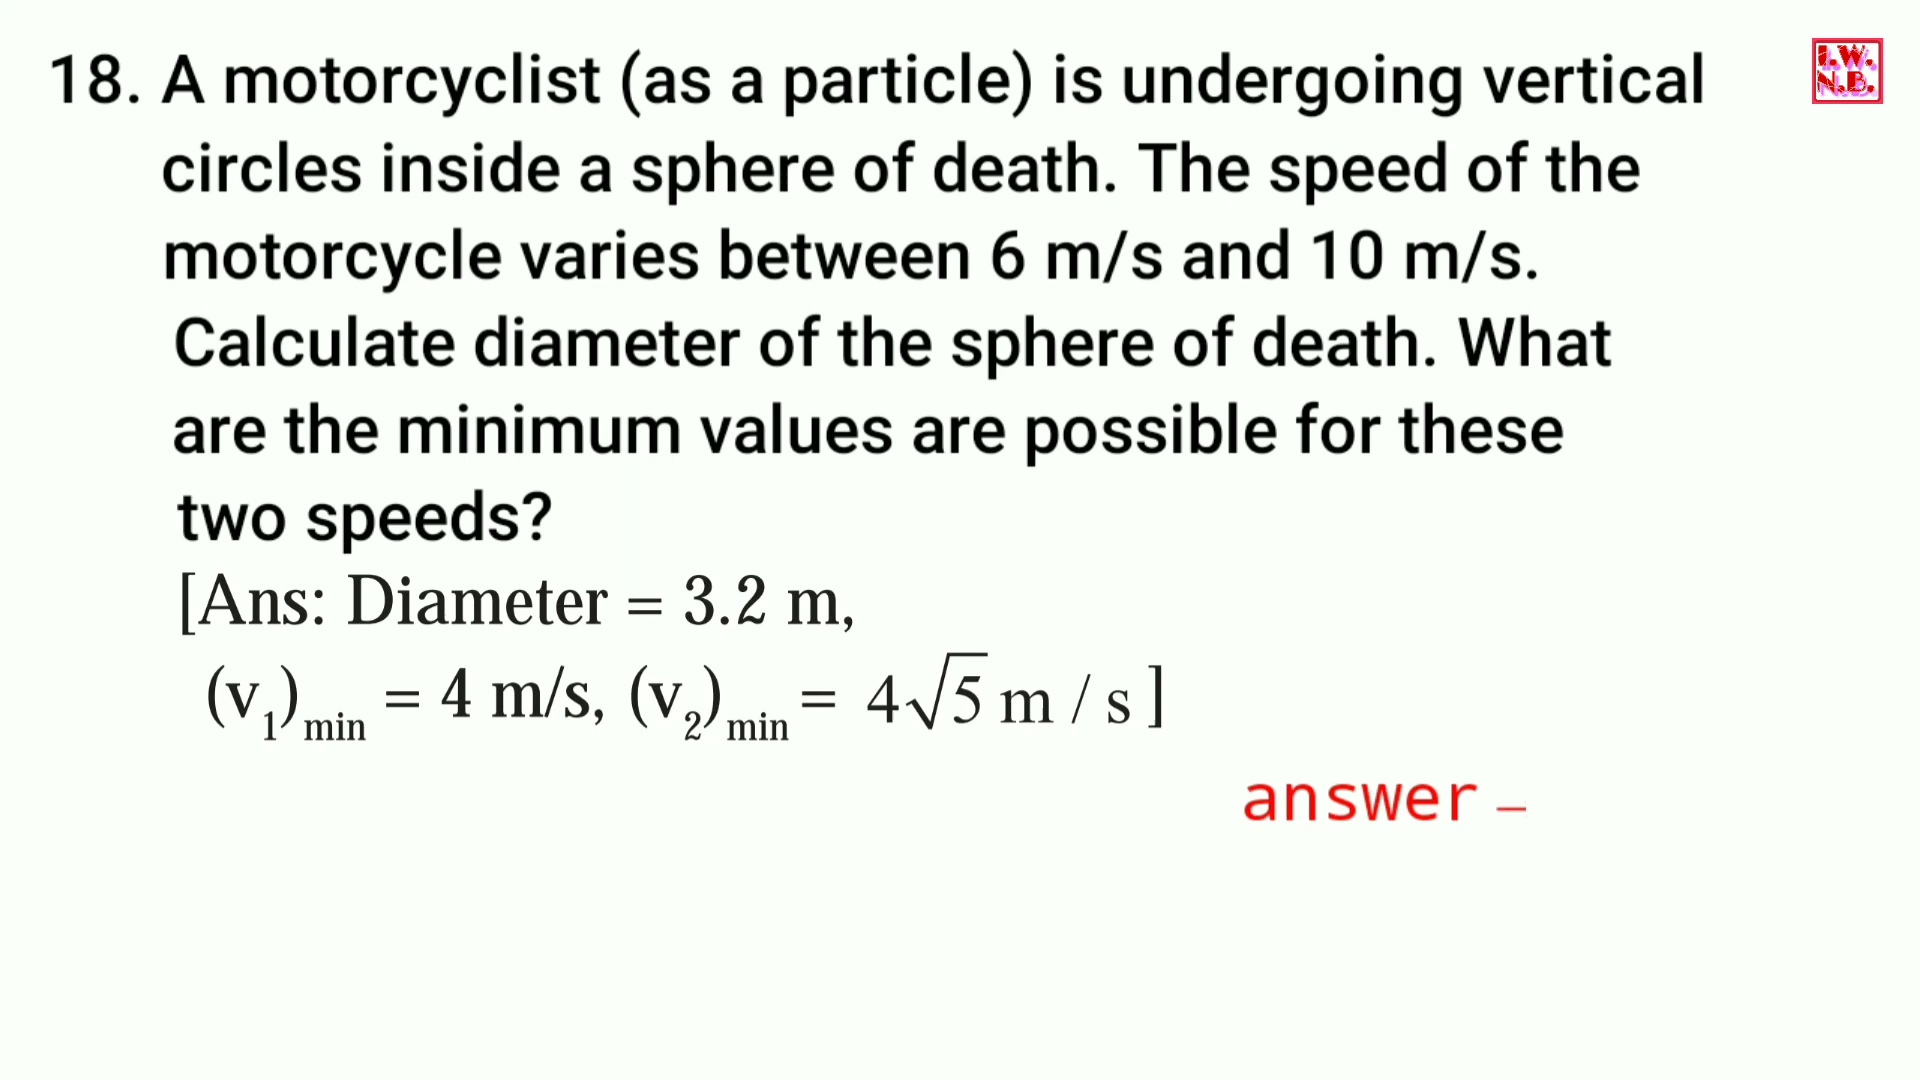 18. A motorcyclist (as a particle) is undergoing vertical
circles inside a sphere of death. The speed of the
motorcycle varies between 6 m/s and 10 m/s.
Calculate diameter of the sphere of death. What
are the minimum values are possible for these
two speeds?
[Ans: Diameter = 3.2 m,
(v₁)min = 4 m/s, (v₂)min = 4√5 m / s ]
answer –
I.W.
N.B.